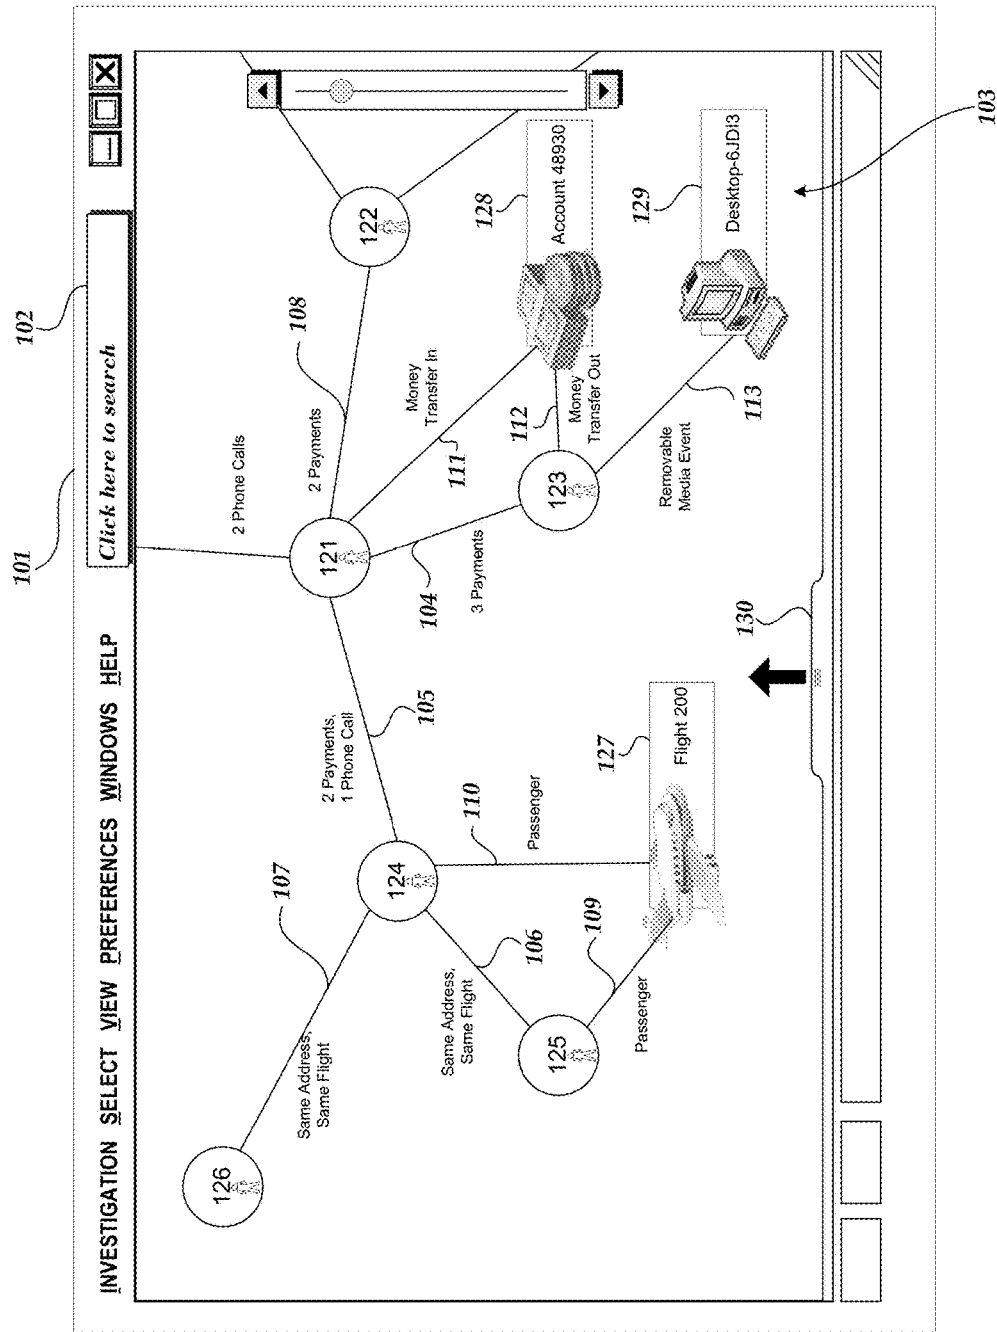 101
102
INVESTIGATION SELECT VIEW PREFERENCES WINDOWS HELP
Click here to search
126
Same Address,
Same Flight
107
124
2 Payments,
1 Phone Call
105
121
2 Phone Calls
2 Payments
108
122
Money
Transfer In
111
104
3 Payments
Same Address,
Same Flight
106
110
Passenger
125
109
Passenger
127
Flight 200
123
112
Money
Transfer Out
128
Account 48930
Removable
Media Event
113
129
Desktop-6JDI3
130
103